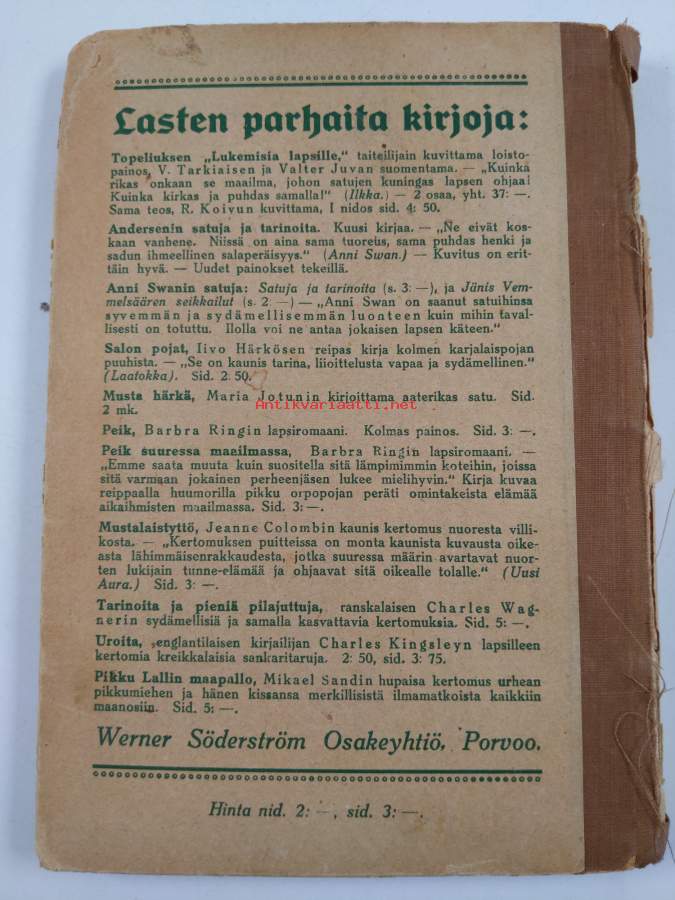 Lasten parhaita kirjoja:
Topeliuksen „Lukemisia lapsille,“ taiteilijain kuvittama loisto-
painos, V. Tarkiaisen ja Valter Juvan suomentama. — „Kuinka
rikas onkaan se maailma, johon satujen kuningas lapsen ohjaa!
Kuinka kirkas ja puhdas samalla!“ (Ilkka.) — 2 osaa, yht. 37: —.
Sama teos, R. Koivun kuvittama, I nidos sid. 4: 50.
Andersenin satuja ja tarinoita. Kuusi kirjaa. — „Ne eivät kos-
kaan vanhene. Niissä on aina sama tuoreus, sama puhdas henki ja
sadun ihmeellinen salaperäisyys.“ (Anni Swan.) — Kuvitus on erit-
täin hyvä. — Uudet painokset tekeillä.
Anni Swanin satuja: Satuja ja tarinoita (s. 3: —), ja Jänis Vem-
melsäären seikkailut (s. 2: —) — „Anni Swan on saanut satuihinsa
syvemmän ja sydämellisemmän luonteen kuin mihin taval-
lisesti on totuttu. Ilolla voi ne antaa jokaisen lapsen käteen.“
Salon pojat, Iivo Härkösen reipas kirja kolmen karjalaispojan
puuhista. — „Se on kaunis tarina, liioittelusta vapaa ja sydämellinen.“
(Laatokka). Sid. 2: 50.
Antikvariaatti.net
Musta härkä, Maria Jotunin kirjoittama aaterikas satu. Sid.
2 mk.
Peik, Barbra Ringin lapsiromaani. Kolmas painos. Sid. 3: —.
Peik suuressa maailmassa, Barbra Ringin lapsiromaani. —
„Emme saata muuta kuin suositella sitä lämpimimmin koteihin, joissa
sitä varmaan jokainen perheenjäsen lukee mielihyvin.“ Kirja kuvaa
reippaalla huumorilla pikku orpopojan peräti omintakeista elämää
aikaihmisten maailmassa. Sid. 3: —.
Mustalaistyttö, Jeanne Colombin kaunis kertomus nuoresta villi-
kosta. — „Kertomuksen puitteissa on monta kaunista kuvausta oike-
asta lähimmäisenrakkaudesta, jotka suuressa määrin avartavat nuor-
ten lukijain tunne-elämää ja ohjaavat sitä oikealle tolalle.“ (Uusi
Aura.) Sid. 3: —.
Tarinoita ja pieniä pilajuttuja, ranskalaisen Charles Wag-
nerin sydämellisiä ja samalla kasvattavia kertomuksia. Sid. 5: —.
Uroita, englantilaisen kirjailijan Charles Kingsleyn lapsilleen
kertomia kreikkalaisia sankaritaruja. 2: 50, sid. 3: 75.
Pikku Lallin maapallo, Mikael Sandin hupaisa kertomus urhean
pikkumiehen ja hänen kissansa merkillisistä ilmamatkoista kaikkiin
maanosiin. Sid. 5: —.
Werner Söderström Osakeyhtiö, Porvoo.
Hinta nid. 2: —, sid. 3: —.